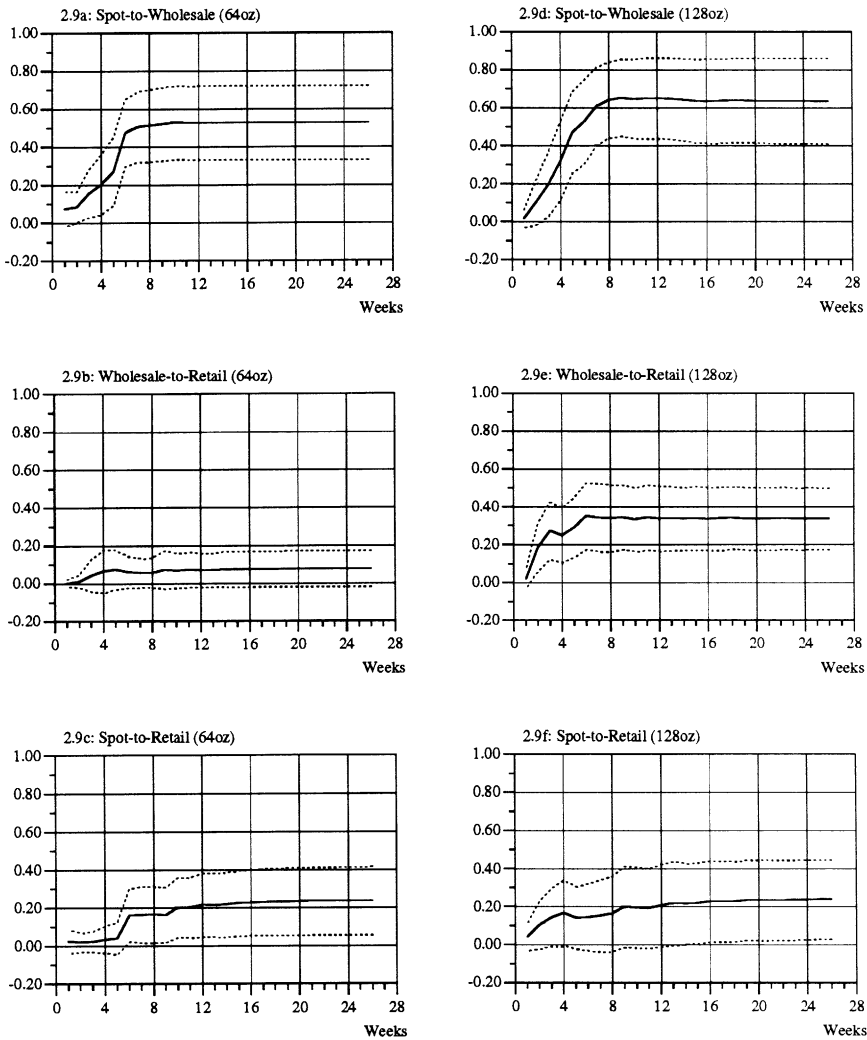 2.9a: Spot-to-Wholesale (64oz)
1.00
0.80
0.60
0.40
0.20
0.00
-0.20
0 4 8 12 16 20 24 28
Weeks
2.9d: Spot-to-Wholesale (128oz)
1.00
0.80
0.60
0.40
0.20
0.00
-0.20
0 4 8 12 16 20 24 28
Weeks
2.9b: Wholesale-to-Retail (64oz)
1.00
0.80
0.60
0.40
0.20
0.00
-0.20
0 4 8 12 16 20 24 28
Weeks
2.9e: Wholesale-to-Retail (128oz)
1.00
0.80
0.60
0.40
0.20
0.00
-0.20
0 4 8 12 16 20 24 28
Weeks
2.9c: Spot-to-Retail (64oz)
1.00
0.80
0.60
0.40
0.20
0.00
-0.20
0 4 8 12 16 20 24 28
Weeks
2.9f: Spot-to-Retail (128oz)
1.00
0.80
0.60
0.40
0.20
0.00
-0.20
0 4 8 12 16 20 24 28
Weeks